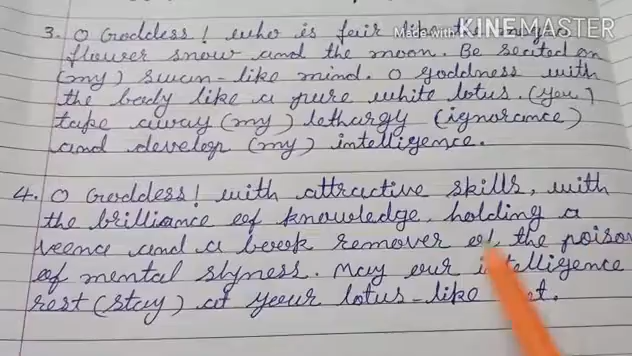 3. O Goddess! who is fair like the
Made with KINEMASTER
flower snow and the moon. Be seated on
(my) swan-like mind. O goddness with
the body like a pure white lotus. (you)
take away (my) lethargy (ignorance)
and develop (my) intelligence.
4. O Goddess! with attractive skills, with
the brilliance of knowledge, holding a
veena and a book remover of the poison
of mental slyness. May our intelligence
rest (stay) at your lotus-like